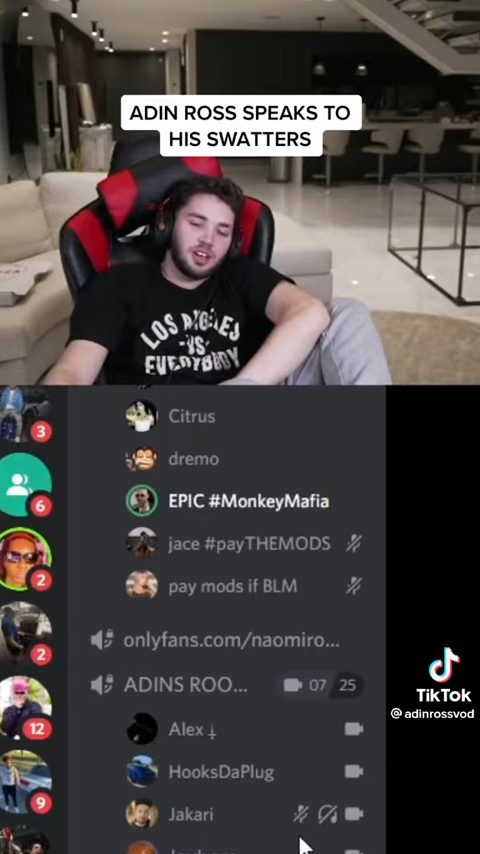 ADIN ROSS SPEAKS TO
HIS SWATTERS
LOS ANGELES
-VS-
EVERYBODY
Citrus
3
dremo
6
EPIC #MonkeyMafia
jace #payTHEMODS
2
pay mods if BLM
onlyfans.com/naomiro...
2
ADINS ROO...
07
25
TikTok
@adinrossvod
Alex
12
HooksDaPlug
9
Jakari